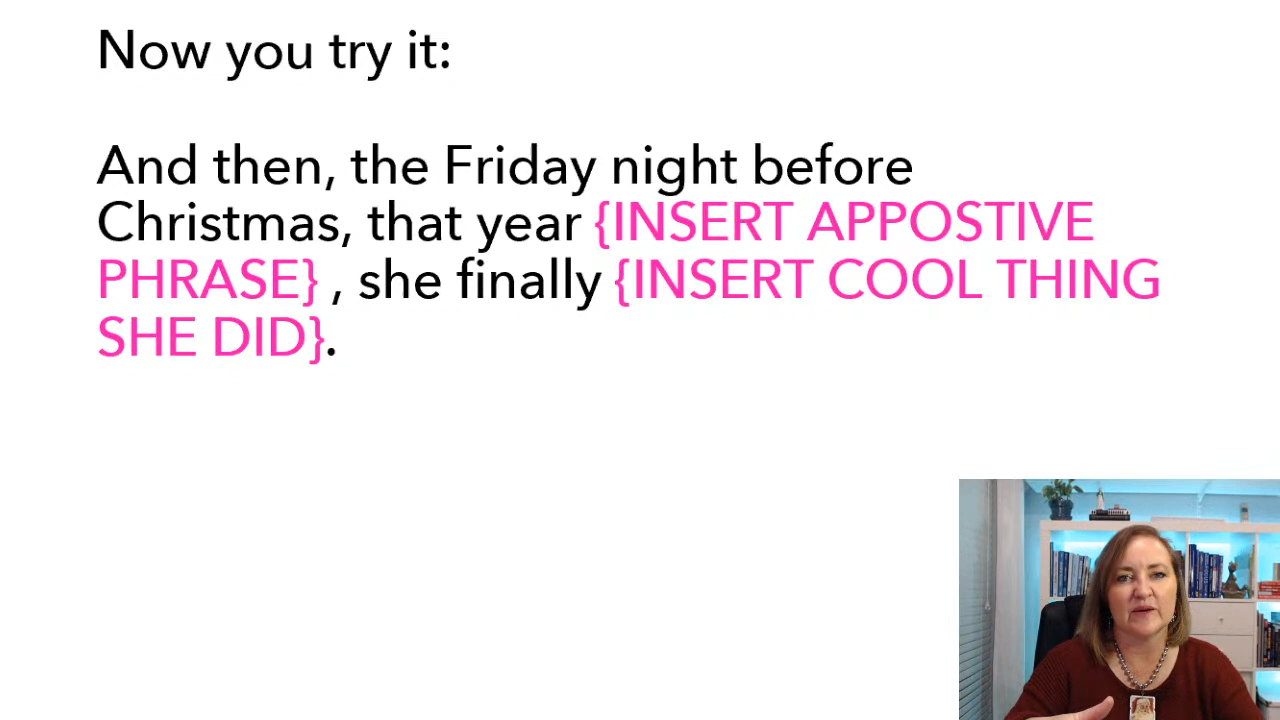 Now you try it:
And then, the Friday night before
Christmas, that year {INSERT APPOSTIVE
PHRASE} , she finally {INSERT COOL THING
SHE DID}.